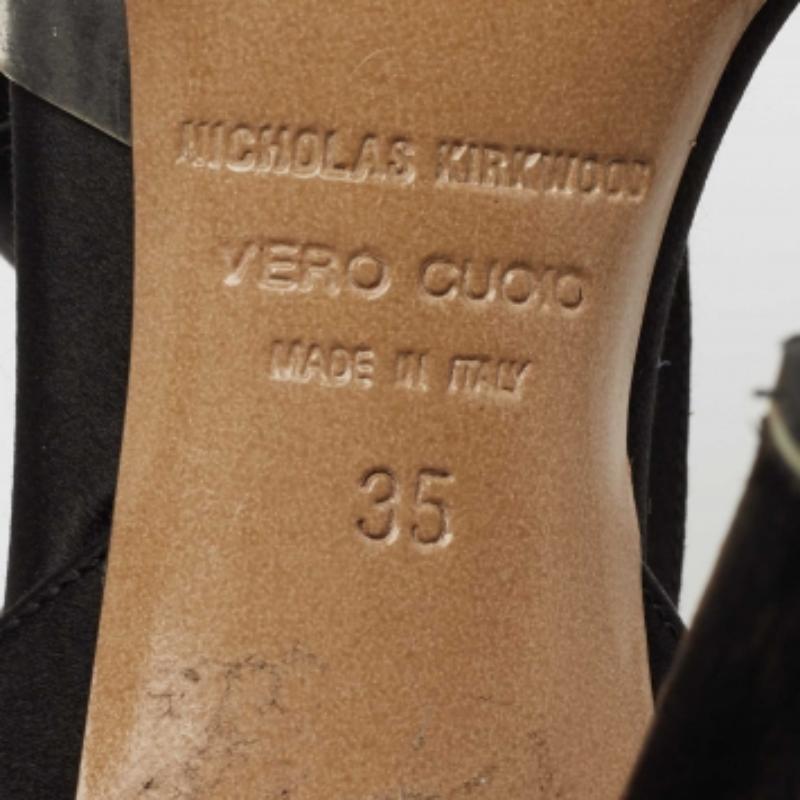 NICHOLAS KIRKWOOD
VERO CUOIO
MADE IN ITALY
35